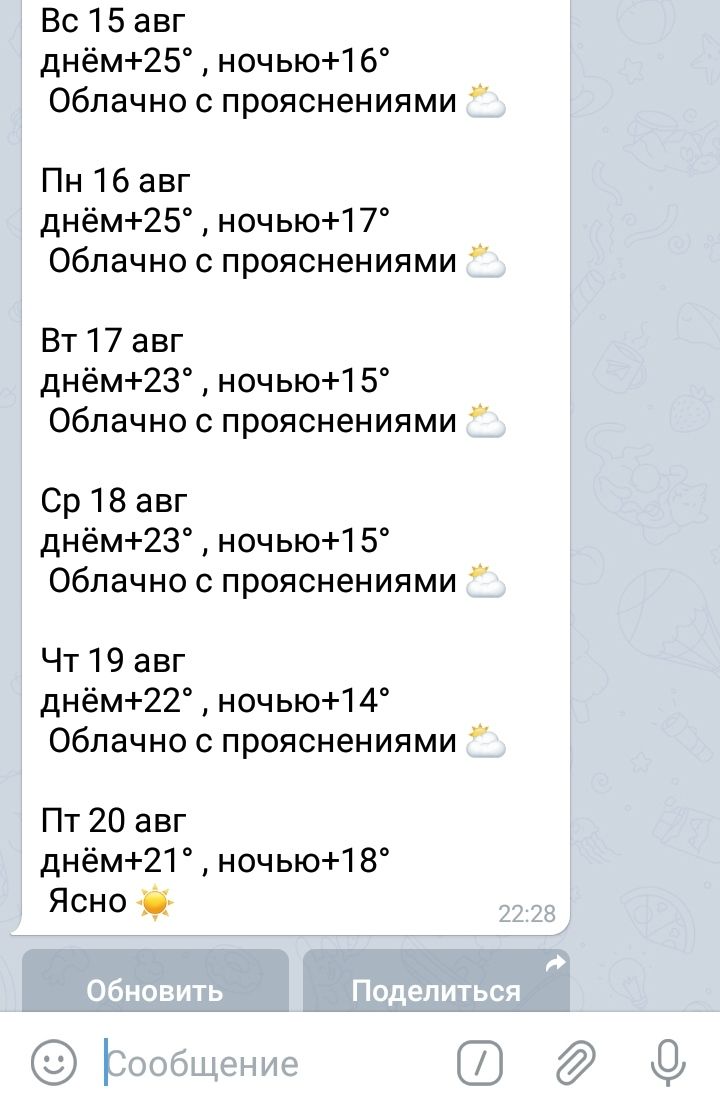 Вс 15 авг
днём+25° , ночью+16°
Облачно с прояснениями 🌥
Пн 16 авг
днём+25° , ночью+17°
Облачно с прояснениями 🌥
Вт 17 авг
днём+23° , ночью+15°
Облачно с прояснениями 🌥
Ср 18 авг
днём+23° , ночью+15°
Облачно с прояснениями 🌥
Чт 19 авг
днём+22° , ночью+14°
Облачно с прояснениями 🌥
Пт 20 авг
днём+21° , ночью+18°
Ясно ☀️
22:28
Обновить
Поделиться
Сообщение